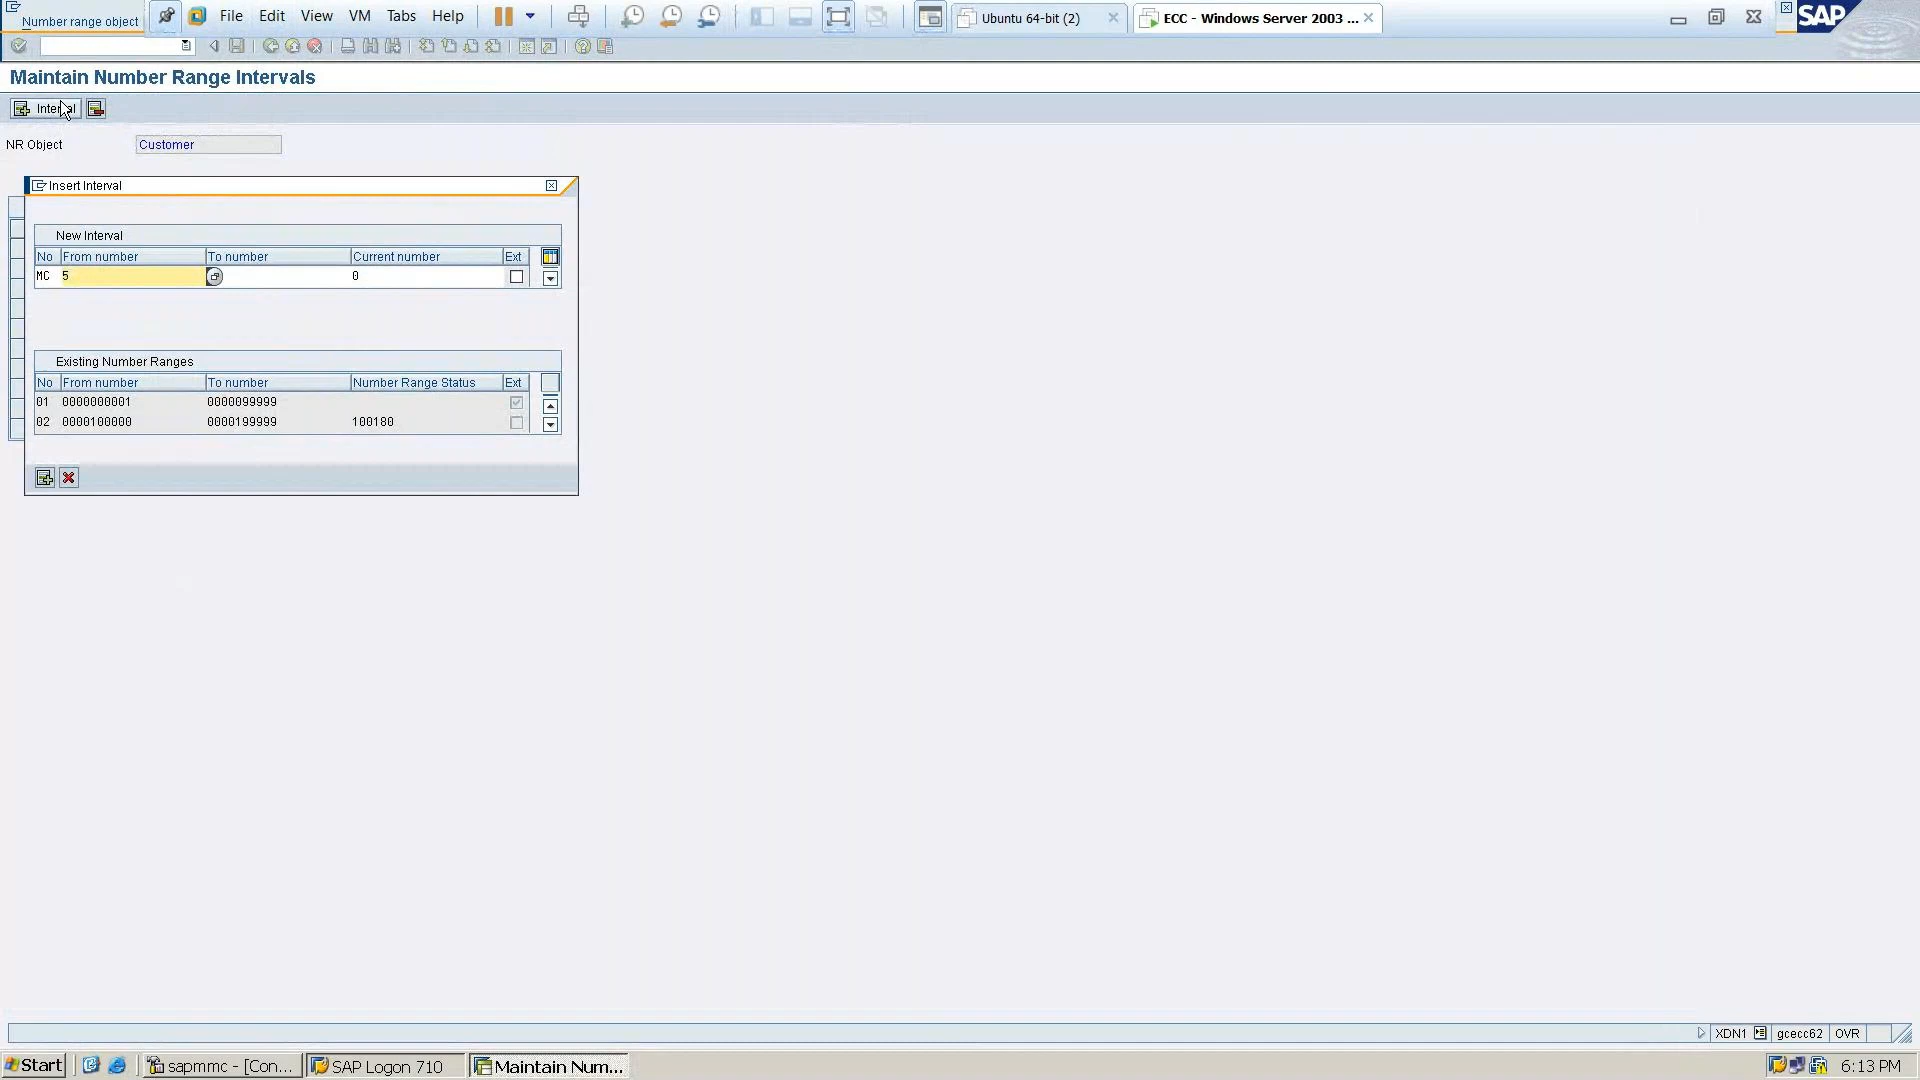 Number range object
File Edit View VM Tabs Help
Ubuntu 64-bit (2)
ECC - Windows Server 2003 ...
SAP
Maintain Number Range Intervals
Interval
NR Object Customer
Insert Interval
New Interval
No From number To number Current number Ext
MC 5 0
Existing Number Ranges
No From number To number Number Range Status Ext
01 0000000001 0000099999
02 0000100000 0000199999 100180
XDN1 gcecc62 OVR
Start sapmmc - [Con... SAP Logon 710 Maintain Num... 6:13 PM